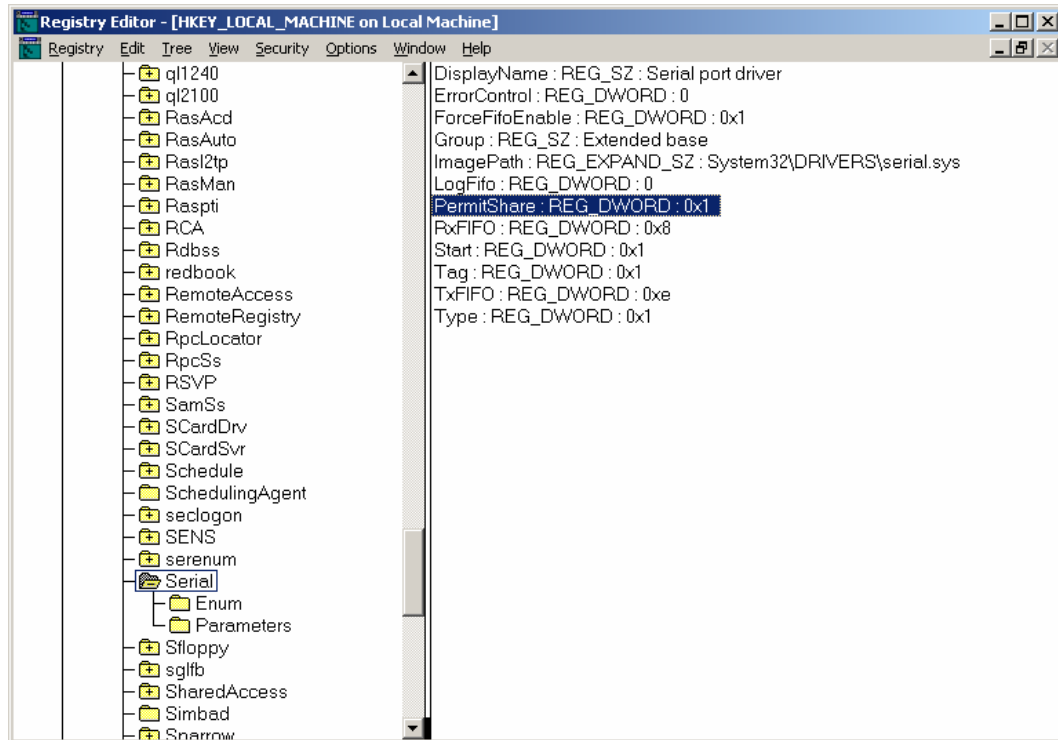 Registry Editor - [HKEY_LOCAL_MACHINE on Local Machine]
Registry Edit Tree View Security Options Window Help
ql1240
ql2100
RasAcd
RasAuto
Rasl2tp
RasMan
Raspti
RCA
Rdbss
redbook
RemoteAccess
RemoteRegistry
RpcLocator
RpcSs
RSVP
SamSs
SCardDrv
SCardSvr
Schedule
SchedulingAgent
seclogon
SENS
serenum
Serial
Enum
Parameters
Sfloppy
sglfb
SharedAccess
Simbad
Sparrow
DisplayName : REG_SZ : Serial port driver
ErrorControl : REG_DWORD : 0
ForceFifoEnable : REG_DWORD : 0x1
Group : REG_SZ : Extended base
ImagePath : REG_EXPAND_SZ : System32\DRIVERS\serial.sys
LogFifo : REG_DWORD : 0
PermitShare : REG_DWORD : 0x1
RxFIFO : REG_DWORD : 0x8
Start : REG_DWORD : 0x1
Tag : REG_DWORD : 0x1
TxFIFO : REG_DWORD : 0xe
Type : REG_DWORD : 0x1